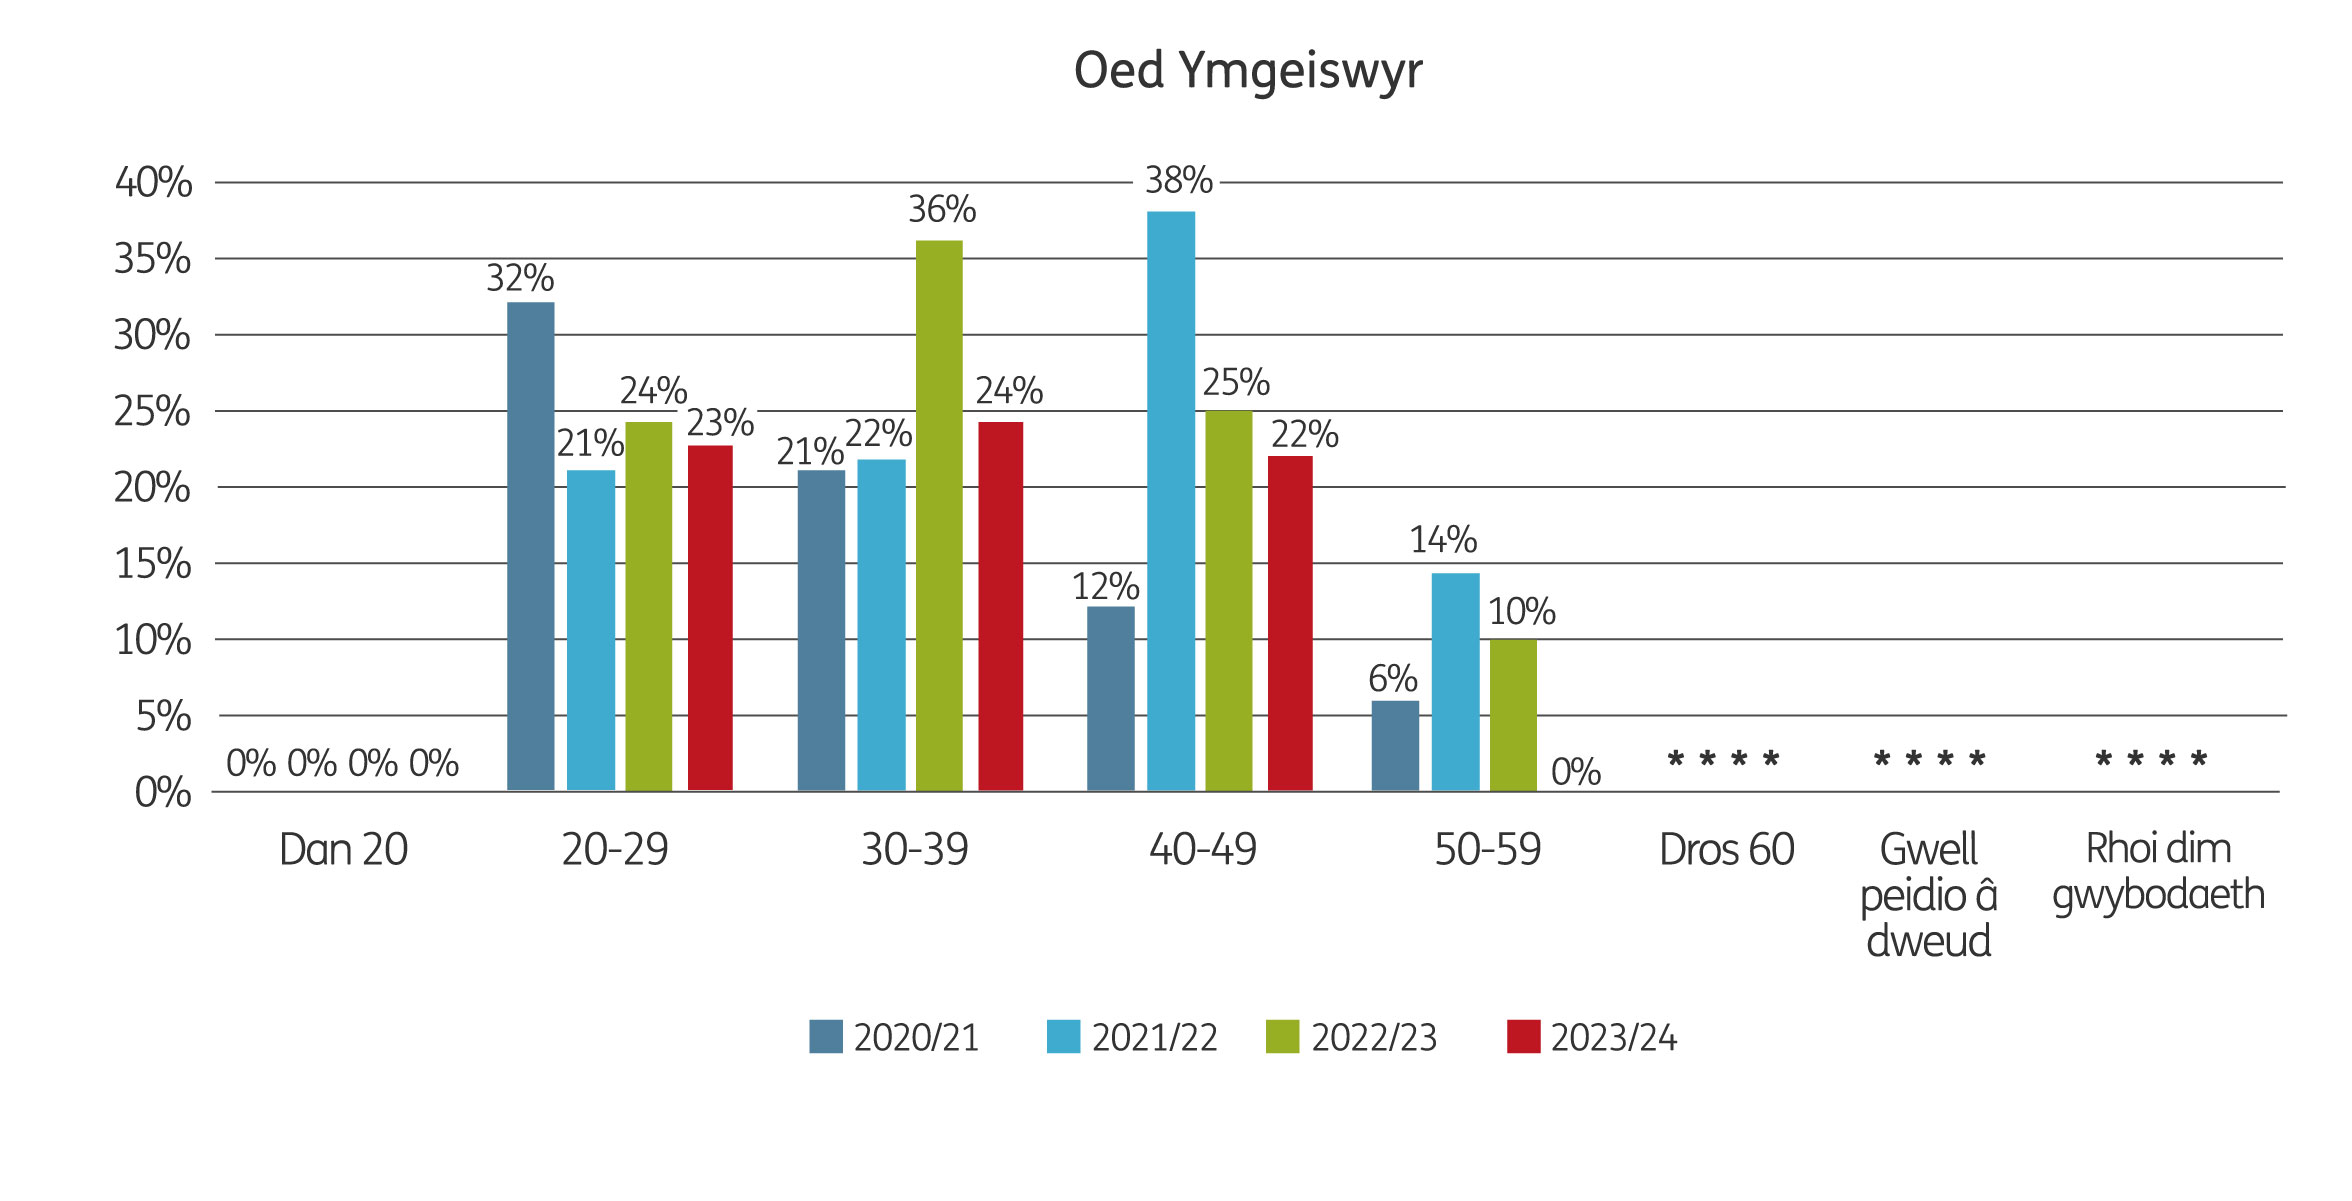 Oed Ymgeiswyr
40%
35%
30%
25%
20%
15%
10%
5%
0%
0% 0% 0% 0%
32% 21% 24% 23%
21% 22% 36% 24%
12% 38% 25% 22%
6% 14% 10% 0%
* * * *
* * * *
* * * *
Dan 20
20-29
30-39
40-49
50-59
Dros 60
Gwell
peidio â
dweud
Rhoi dim
gwybodaeth
2020/21 2021/22 2022/23 2023/24